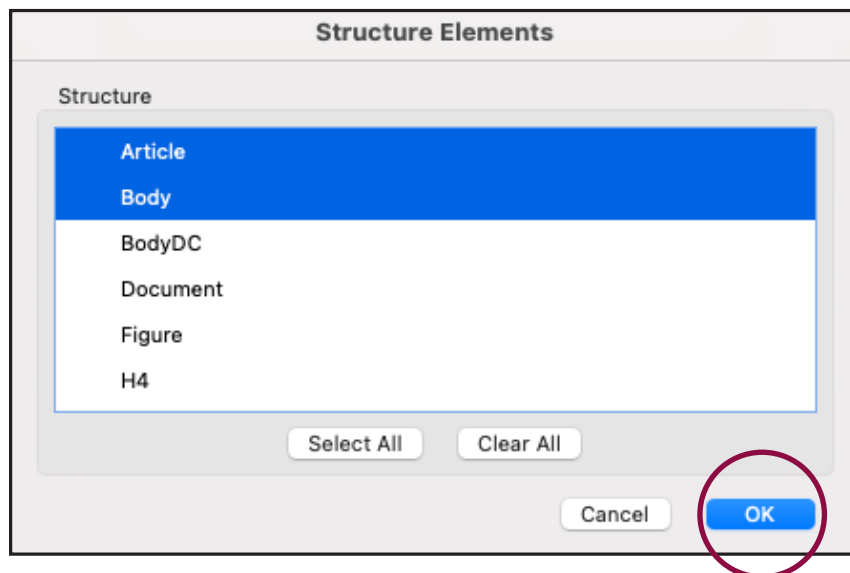 Structure Elements
Structure
Article
Body
BodyDC
Document
Figure
H4
Select All Clear All
Cancel OK